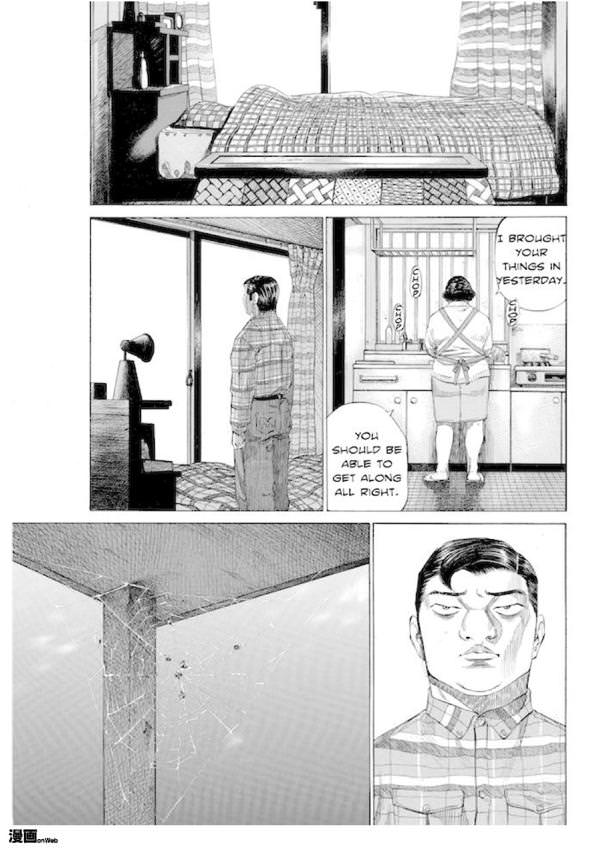 I BROUGHT
YOUR
THINGS IN
YESTERDAY.
CHOP
CHOP
CHOP
YOU
SHOULD BE
ABLE TO
GET ALONG
ALL RIGHT.
漫画onWeb